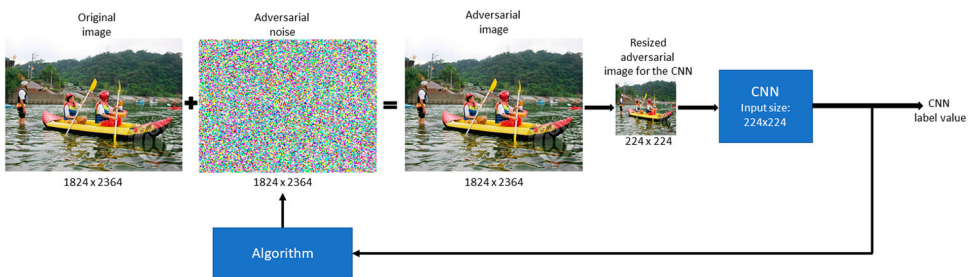 Original
image
Adversarial
noise
Adversarial
image
Resized
adversarial
image for the CNN
CNN
Input size:
224x224
CNN
label value
1824 x 2364
1824 x 2364
1824 x 2364
224 x 224
Algorithm